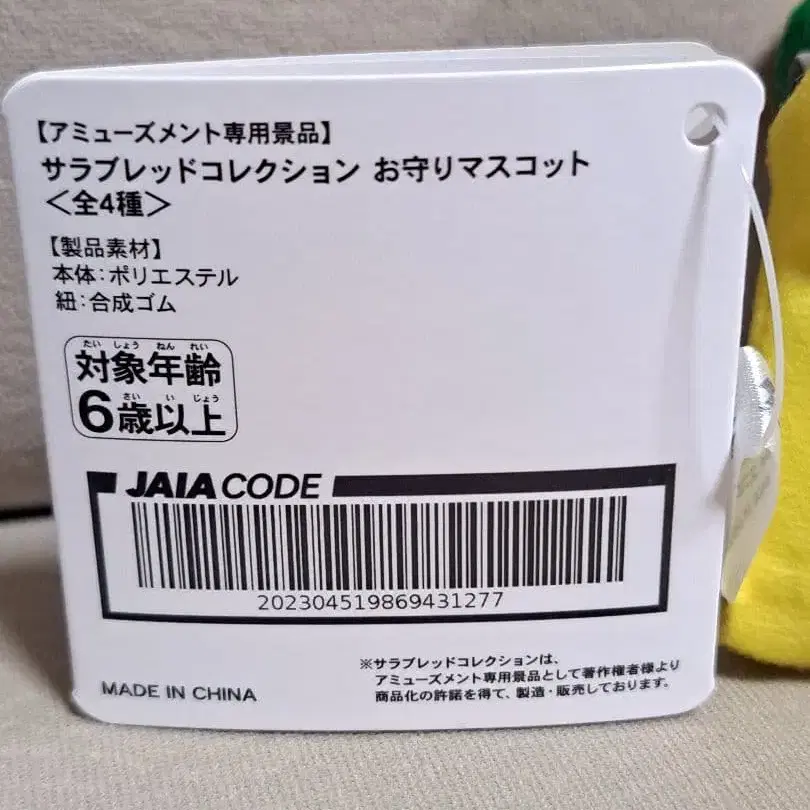 【アミューズメント専用景品】
サラブレッドコレクション お守りマスコット
＜全4種＞
【製品素材】
本体：ポリエステル
紐：合成ゴム
たい しょう ねん れい
対象年齢
さい い じょう
6歳以上
JAIA CODE
202304519869431277
※サラブレッドコレクションは、
アミューズメント専用景品として著作権者様より
商品化の許諾を得て、製造・販売しております。
MADE IN CHINA